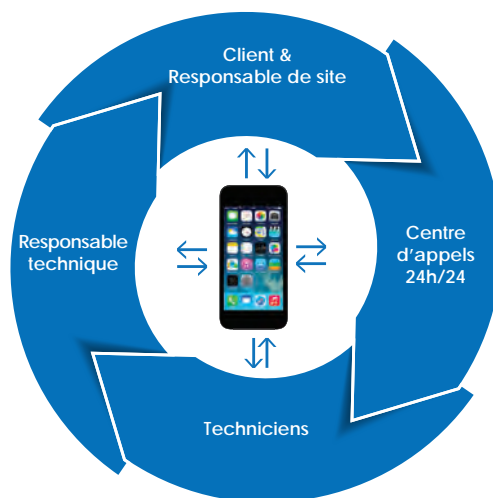 Client &
Responsable de site
Centre
d'appels
24h/24
Techniciens
Responsable
technique